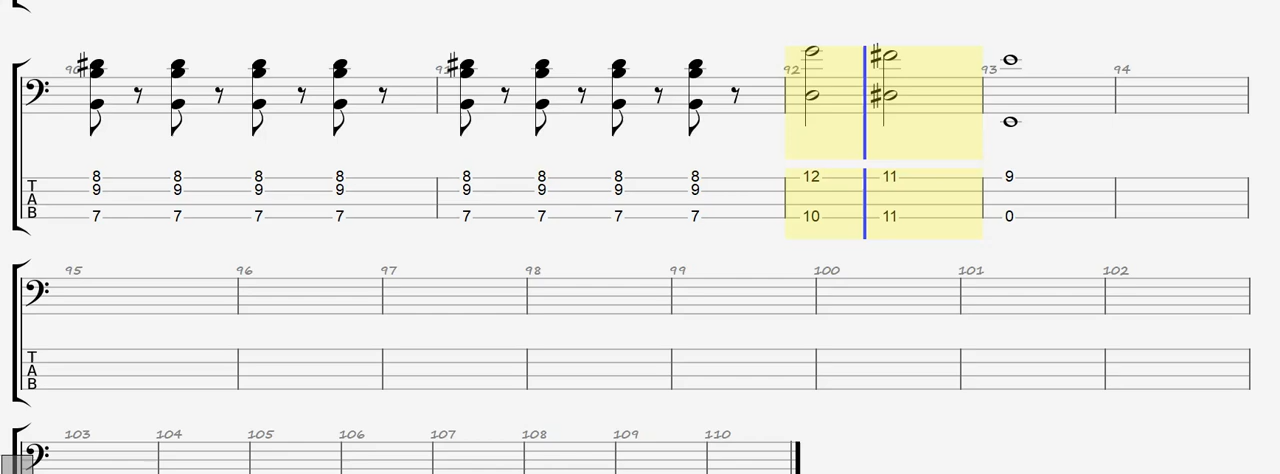 90 91 92 93 94
8 8 8 8 8 8 8 8 12 11 9
T 9 9 9 9 9 9 9 9
A
B 7 7 7 7 7 7 7 7 10 11 0
95 96 97 98 99 100 101 102
T
A
B
103 104 105 106 107 108 109 110